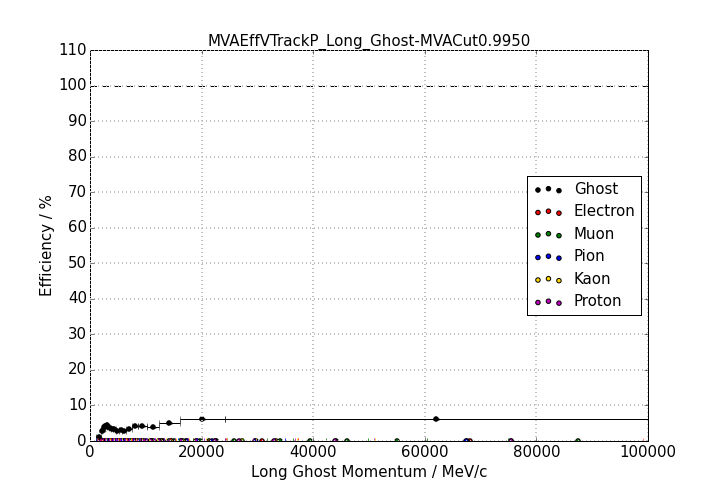 MVAEffVTrackP_Long_Ghost-MVACut0.9950
110
100
90
80
70
60
50
40
30
20
10
0
Efficiency / %
Ghost
Electron
Muon
Pion
Kaon
Proton
0 20000 40000 60000 80000 100000
Long Ghost Momentum / MeV/c